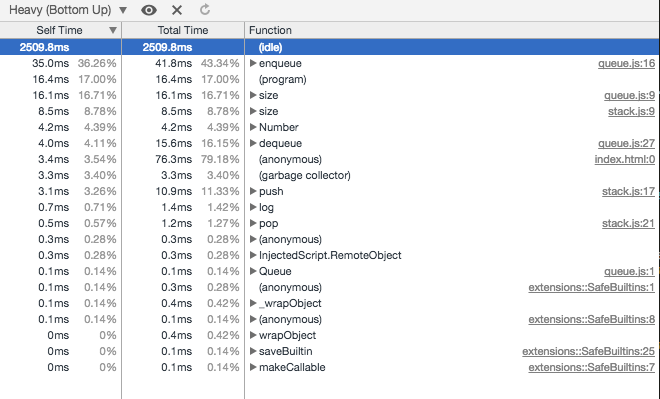 Heavy (Bottom Up) ▼
Self Time ▼ Total Time Function
2509.8ms 2509.8ms (idle)
35.0ms 36.26% 41.8ms 43.34% ▶ enqueue queue.js:16
16.4ms 17.00% 16.4ms 17.00% (program)
16.1ms 16.71% 16.1ms 16.71% ▶ size queue.js:9
8.5ms 8.78% 8.5ms 8.78% ▶ size stack.js:9
4.2ms 4.39% 4.2ms 4.39% ▶ Number
4.0ms 4.11% 15.6ms 16.15% ▶ dequeue queue.js:27
3.4ms 3.54% 76.3ms 79.18% (anonymous) index.html:0
3.3ms 3.40% 3.3ms 3.40% (garbage collector)
3.1ms 3.26% 10.9ms 11.33% ▶ push stack.js:17
0.7ms 0.71% 1.4ms 1.42% ▶ log
0.5ms 0.57% 1.2ms 1.27% ▶ pop stack.js:21
0.3ms 0.28% 0.3ms 0.28% ▶ (anonymous)
0.3ms 0.28% 0.3ms 0.28% ▶ InjectedScript.RemoteObject
0.1ms 0.14% 0.1ms 0.14% ▶ Queue queue.js:1
0.1ms 0.14% 0.3ms 0.28% (anonymous) extensions::SafeBuiltins:1
0.1ms 0.14% 0.4ms 0.42% ▶ _wrapObject
0.1ms 0.14% 0.1ms 0.14% ▶ (anonymous) extensions::SafeBuiltins:8
0ms 0% 0.4ms 0.42% ▶ wrapObject
0ms 0% 0.1ms 0.14% ▶ saveBuiltin extensions::SafeBuiltins:25
0ms 0% 0.1ms 0.14% ▶ makeCallable extensions::SafeBuiltins:7